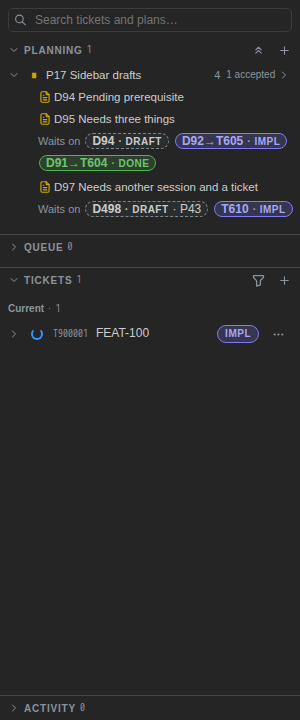 Search tickets and plans…
PLANNING 1
P17 Sidebar drafts 4 1 accepted
D94 Pending prerequisite
D95 Needs three things
Waits on D94 · DRAFT D92→T605 · IMPL
D91→T604 · DONE
D97 Needs another session and a ticket
Waits on D498 · DRAFT · P43 T610 · IMPL
QUEUE 0
TICKETS 1
Current · 1
T900001 FEAT-100 IMPL
ACTIVITY 0